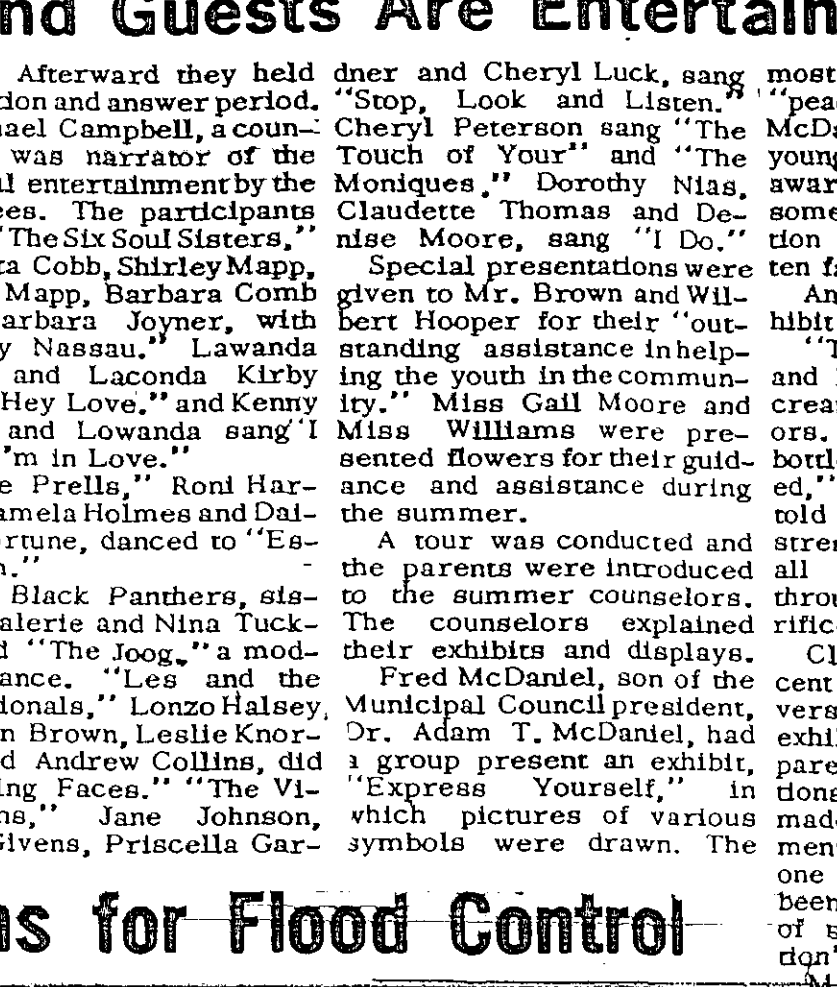 nd Guests Are Entertain
Afterward they held
tion and answer period.
ael Campbell, a coun-
was narrator of the
l entertainment by the
ees. The participants
"The Six Soul Sisters,"
ta Cobb, Shirley Mapp,
Mapp, Barbara Comb
arbara Joyner, with
y Nassau." Lawanda
and Laconda Kirby
Hey Love." and Kenny
and Lowanda sang "I
'm in Love."
e Prells," Roni Har-
amela Holmes and Dal-
rtune, danced to "Es-
n."
Black Panthers, sis-
alerie and Nina Tuck-
d "The Joog," a mod-
ance. "Les and the
ionals," Lonzo Halsey,
n Brown, Leslie Knor-
d Andrew Collins, did
ing Faces." "The Vi-
ns," Jane Johnson,
Givens, Priscella Gar-
dner and Cheryl Luck, sang
"Stop, Look and Listen."
Cheryl Peterson sang "The
Touch of Your" and "The
Moniques," Dorothy Nias,
Claudette Thomas and De-
nise Moore, sang "I Do."
Special presentations were
given to Mr. Brown and Wil-
bert Hooper for their "out-
standing assistance in help-
ing the youth in the commun-
ity." Miss Gail Moore and
Miss Williams were pre-
sented flowers for their guid-
ance and assistance during
the summer.
A tour was conducted and
the parents were introduced
to the summer counselors.
The counselors explained
their exhibits and displays.
Fred McDaniel, son of the
Municipal Council president,
Dr. Adam T. McDaniel, had
a group present an exhibit,
"Express Yourself," in
which pictures of various
symbols were drawn. The
most
"pea
McDa
young
awar
some
tion
ten f
An
hibit
"T
and
crea
ors.
bottl
ed,"
told
stre
all
throu
rific
Cl
cent
vers
exhi
pare
tions
mad
men
one
been
of s
don'
M
ns for Flood Control